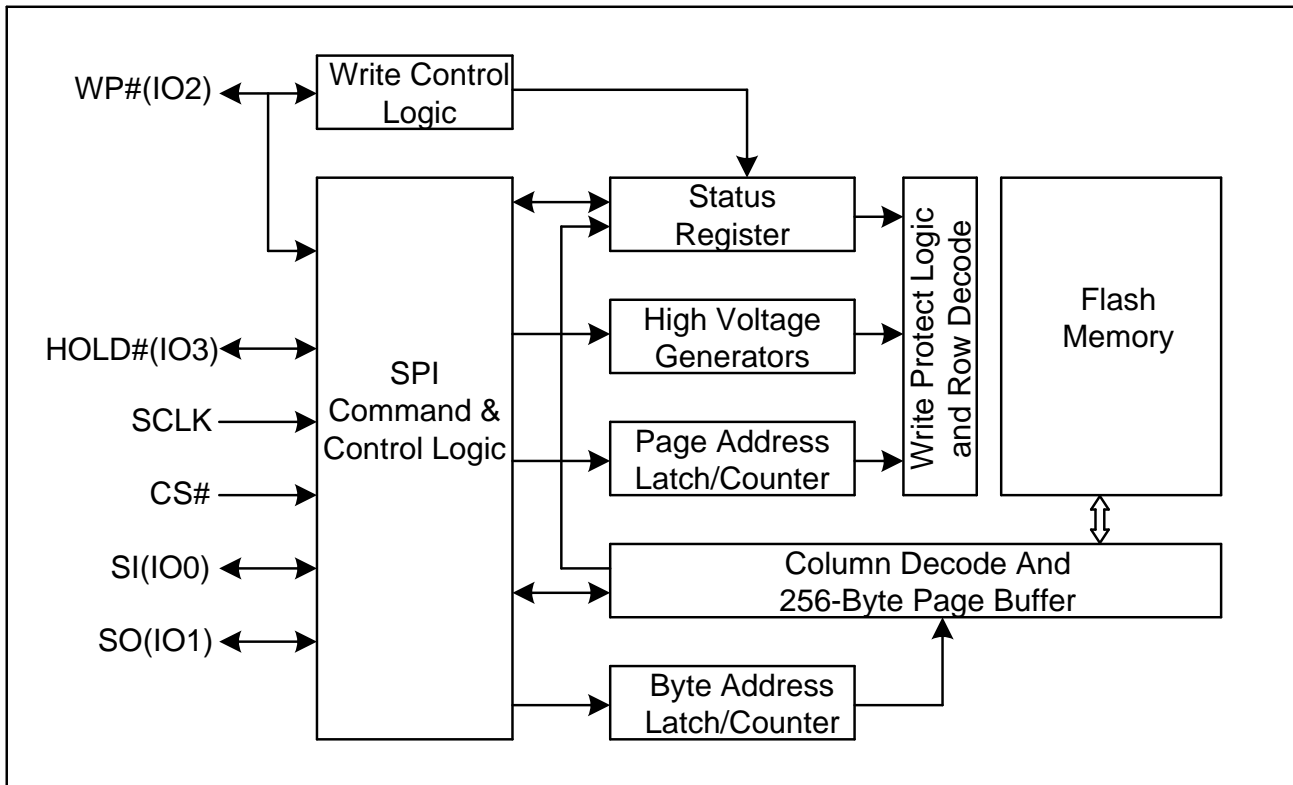 WP#(IO2)
Write Control
Logic
Status
Register
Write Protect Logic
and Row Decode
Flash
Memory
High Voltage
Generators
HOLD#(IO3)
SPI
Command &
Control Logic
SCLK
Page Address
Latch/Counter
CS#
SI(IO0)
Column Decode And
256-Byte Page Buffer
SO(IO1)
Byte Address
Latch/Counter